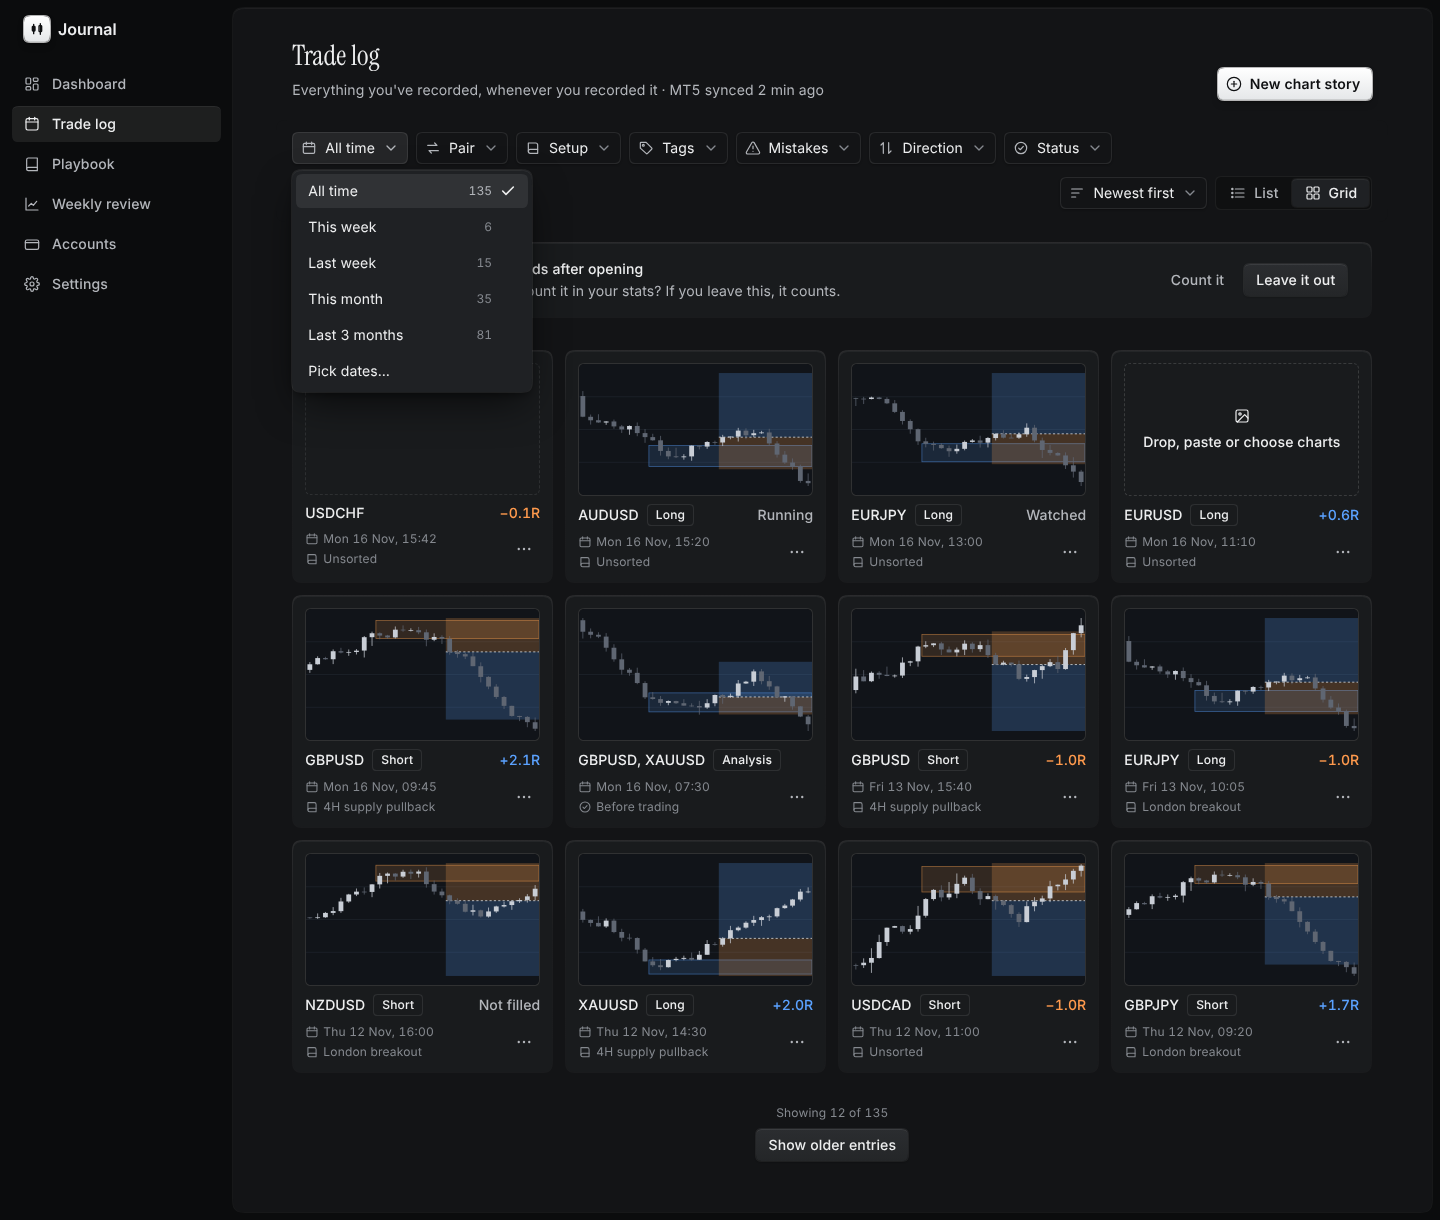 Journal
Dashboard
Trade log
Playbook
Weekly review
Accounts
Settings
Trade log
Everything you've recorded, whenever you recorded it · MT5 synced 2 min ago
New chart story
All time
Pair
Setup
Tags
Mistakes
Direction
Status
All time 135
This week 6
Last week 15
This month 35
Last 3 months 81
Pick dates...
Newest first
List
Grid
after opening
it in your stats? If you leave this, it counts.
Count it
Leave it out
USDCHF −0.1R
Mon 16 Nov, 15:42
Unsorted
AUDUSD Long Running
Mon 16 Nov, 15:20
Unsorted
EURJPY Long Watched
Mon 16 Nov, 13:00
Unsorted
Drop, paste or choose charts
EURUSD Long +0.6R
Mon 16 Nov, 11:10
Unsorted
GBPUSD Short +2.1R
Mon 16 Nov, 09:45
4H supply pullback
GBPUSD, XAUUSD Analysis
Mon 16 Nov, 07:30
Before trading
GBPUSD Short −1.0R
Fri 13 Nov, 15:40
4H supply pullback
EURJPY Long −1.0R
Fri 13 Nov, 10:05
London breakout
NZDUSD Short Not filled
Thu 12 Nov, 16:00
London breakout
XAUUSD Long +2.0R
Thu 12 Nov, 14:30
4H supply pullback
USDCAD Short −1.0R
Thu 12 Nov, 11:00
Unsorted
GBPJPY Short +1.7R
Thu 12 Nov, 09:20
London breakout
Showing 12 of 135
Show older entries